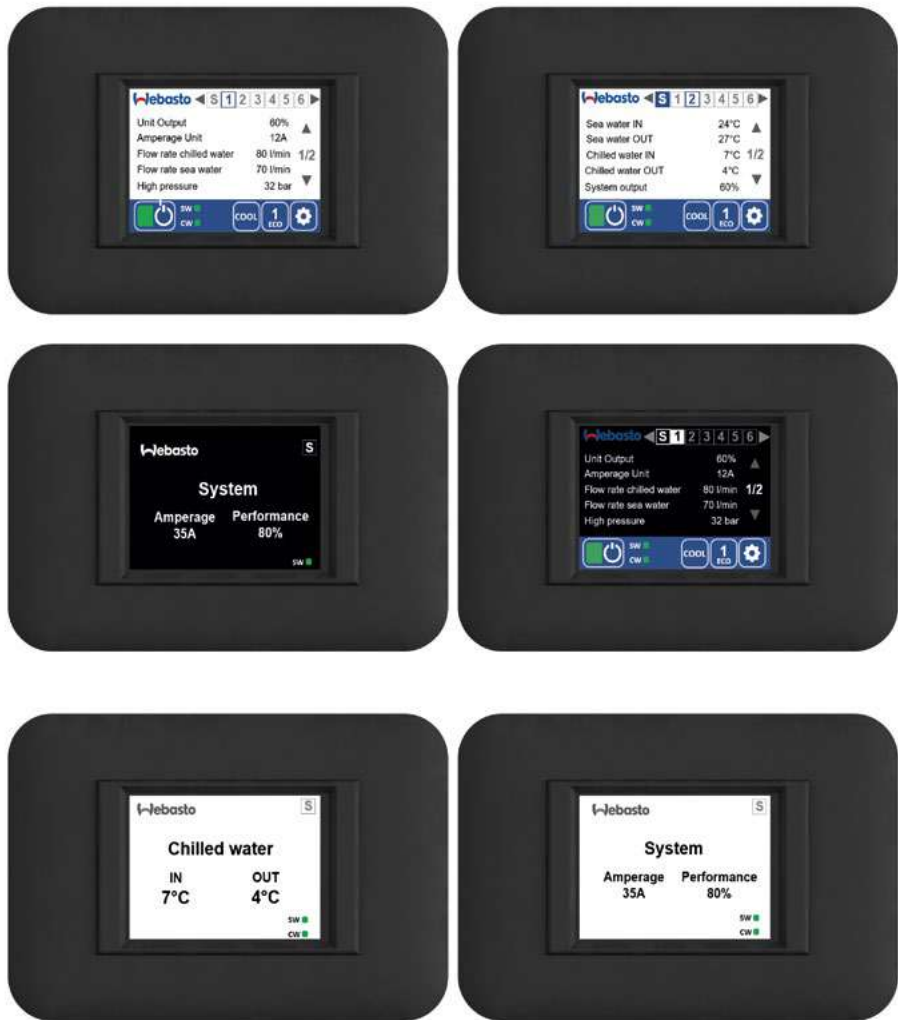 Webasto S 1 2 3 4 5 6
Unit Output 60%
Amperage Unit 12A
Flow rate chilled water 80 l/min 1/2
Flow rate sea water 70 l/min
High pressure 32 bar
SW
CW
COOL
1
ECO
Webasto S 1 2 3 4 5 6
Sea water IN 24°C
Sea water OUT 27°C
Chilled water IN 7°C 1/2
Chilled water OUT 4°C
System output 60%
SW
CW
COOL
1
ECO
Webasto S
System
Amperage Performance
35A 80%
SW
Webasto S 1 2 3 4 5 6
Unit Output 60%
Amperage Unit 12A
Flow rate chilled water 80 l/min 1/2
Flow rate sea water 70 l/min
High pressure 32 bar
SW
CW
COOL
1
ECO
Webasto S
Chilled water
IN OUT
7°C 4°C
SW
CW
Webasto S
System
Amperage Performance
35A 80%
SW
CW